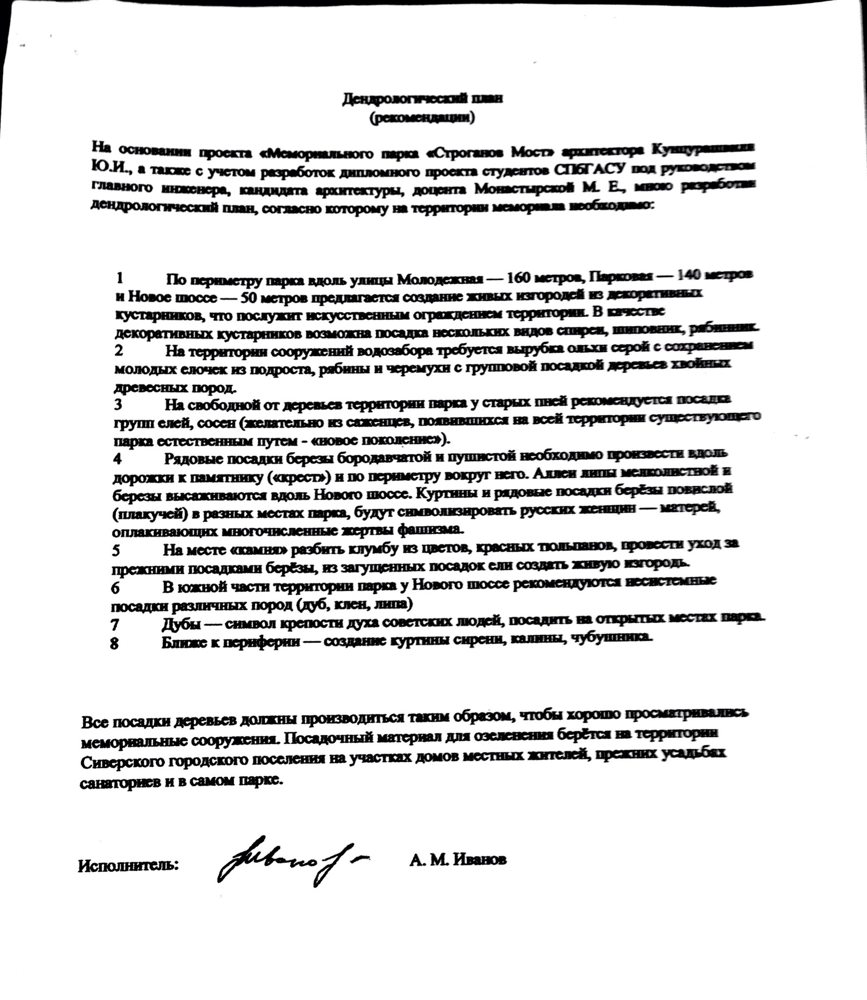 Дендрологический план
(рекомендации)
На основании проекта «Мемориального парка «Строганов Мост» архитектора
Ю.И., а также с учетом разработок дипломного проекта студентов СПбГАСУ под руководством
главного инженера, кандидата архитектуры, доцента Монастырской М. Е., мною разработан
дендрологический план, согласно которому на территории мемориала необходимо:
1 По периметру парка вдоль улицы Молодежная — 160 метров, Парковая — 140 метров
и Новое шоссе — 50 метров предлагается создание живых изгородей из декоративных
кустарников, что послужит искусственным ограждением территории. В качестве
декоративных кустарников возможна посадка нескольких видов спиреи, шиповник, рябинник.
2 На территории сооружений водозабора требуется вырубка ольхи серой с сохранением
молодых елочек из подроста, рябины и черемухи с групповой посадкой деревьев хвойных
древесных пород.
3 На свободной от деревьев территории парка у старых пней рекомендуется посадка
групп елей, сосен (желательно из саженцев, появившихся на всей территории существующего
парка естественным путем - «новое поколение»).
4 Рядовые посадки березы бородавчатой и пушистой необходимо произвести вдоль
дорожки к памятнику («крест») и по периметру вокруг него. Аллеи липы мелколистной и
березы высаживаются вдоль Нового шоссе. Куртины и рядовые посадки берёзы повислой
(плакучей) в разных местах парка, будут символизировать русских женщин — матерей,
оплакивающих многочисленные жертвы фашизма.
5 На месте «камня» разбить клумбу из цветов, красных тюльпанов, провести уход за
прежними посадками берёзы, из загущенных посадок ели создать живую изгородь.
6 В южной части территории парка у Нового шоссе рекомендуются несистемные
посадки различных пород (дуб, клен, липа)
7 Дубы — символ крепости духа советских людей, посадить на открытых местах парка.
8 Ближе к периферии — создание куртины сирени, калины, чубушника.
Все посадки деревьев должны производиться таким образом, чтобы хорошо просматривались
мемориальные сооружения. Посадочный материал для озеленения берётся на территории
Сиверского городского поселения на участках домов местных жителей, прежних усадьбах
санаториев и в самом парке.
Исполнитель: А. М. Иванов